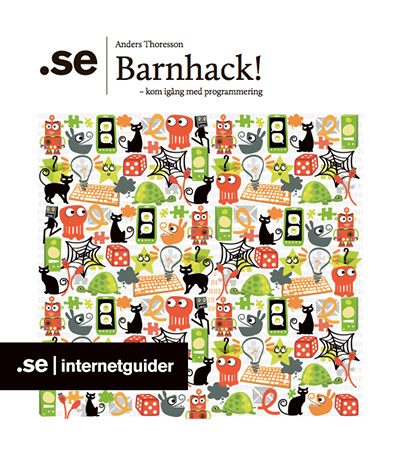 .se
Anders Thoresson
Barnhack!
– kom igång med programmering
.se | internetguider